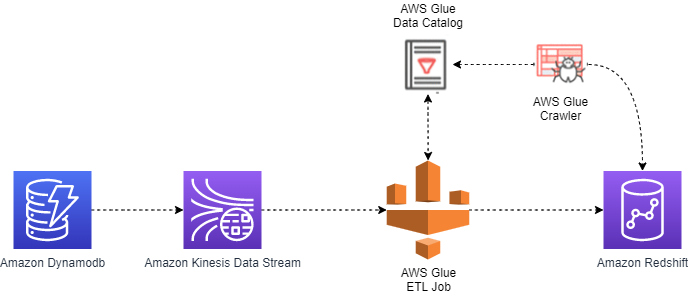 AWS Glue
Data Catalog
AWS Glue
Crawler
Amazon Dynamodb
Amazon Kinesis Data Stream
AWS Glue
ETL Job
Amazon Redshift